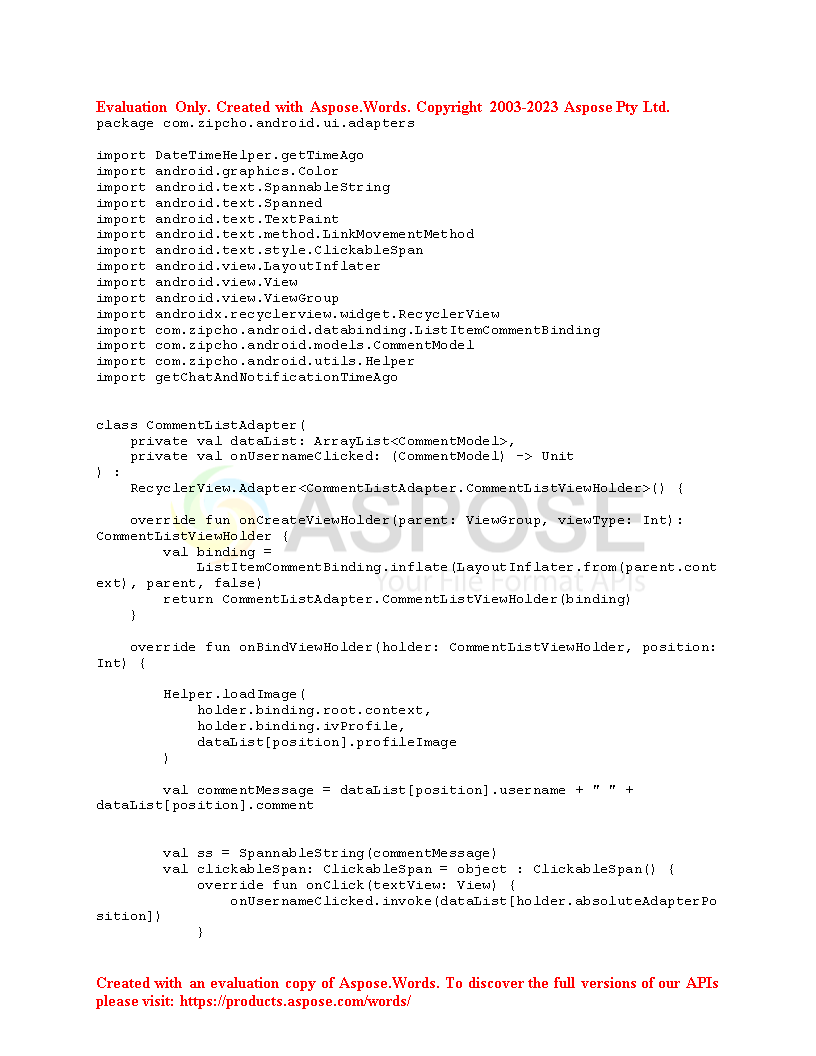 Evaluation Only. Created with Aspose.Words. Copyright 2003-2023 Aspose Pty Ltd.
package com.zipcho.android.ui.adapters
import DateTimeHelper.getTimeAgo
import android.graphics.Color
import android.text.SpannableString
import android.text.Spanned
import android.text.TextPaint
import android.text.method.LinkMovementMethod
import android.text.style.ClickableSpan
import android.view.LayoutInflater
import android.view.View
import android.view.ViewGroup
import androidx.recyclerview.widget.RecyclerView
import com.zipcho.android.databinding.ListItemCommentBinding
import com.zipcho.android.models.CommentModel
import com.zipcho.android.utils.Helper
import getChatAndNotificationTimeAgo
class CommentListAdapter(
    private val dataList: ArrayList<CommentModel>,
    private val onUsernameClicked: (CommentModel) -> Unit
) :
    RecyclerView.Adapter<CommentListAdapter.CommentListViewHolder>() {
ASPOSE
Your File Format APIs
    override fun onCreateViewHolder(parent: ViewGroup, viewType: Int):
CommentListViewHolder {
        val binding =
            ListItemCommentBinding.inflate(LayoutInflater.from(parent.cont
ext), parent, false)
        return CommentListAdapter.CommentListViewHolder(binding)
    }
    override fun onBindViewHolder(holder: CommentListViewHolder, position:
Int) {
        Helper.loadImage(
            holder.binding.root.context,
            holder.binding.ivProfile,
            dataList[position].profileImage
        )
        val commentMessage = dataList[position].username + " " +
dataList[position].comment
        val ss = SpannableString(commentMessage)
        val clickableSpan: ClickableSpan = object : ClickableSpan() {
            override fun onClick(textView: View) {
                onUsernameClicked.invoke(dataList[holder.absoluteAdapterPo
sition])
            }
Created with an evaluation copy of Aspose.Words. To discover the full versions of our APIs
please visit: https://products.aspose.com/words/